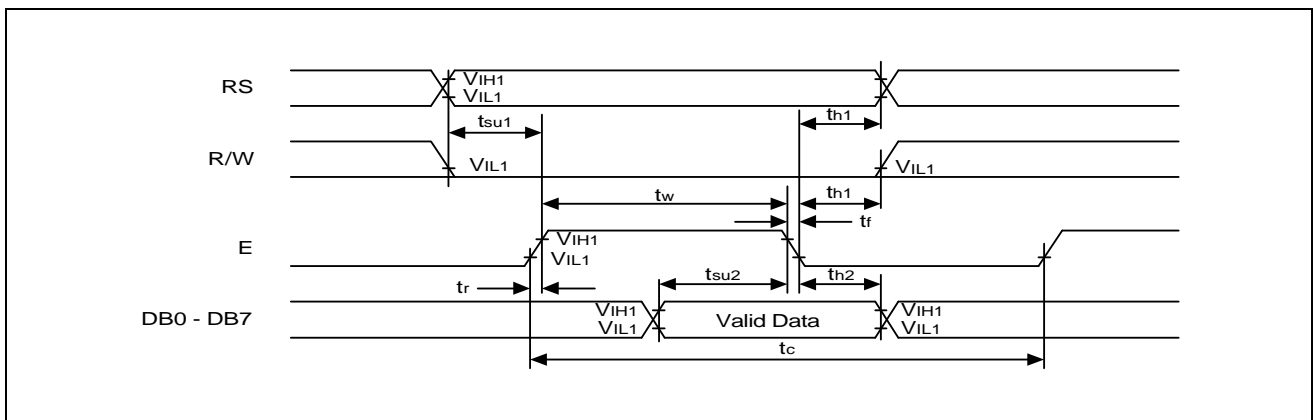 RS
VIH1
VIL1
tsu1
th1
R/W
VIL1
VIL1
tw
th1
tf
E
VIH1
VIL1
tsu2
th2
tr
DB0 - DB7
VIH1
VIL1
Valid Data
VIH1
VIL1
tc